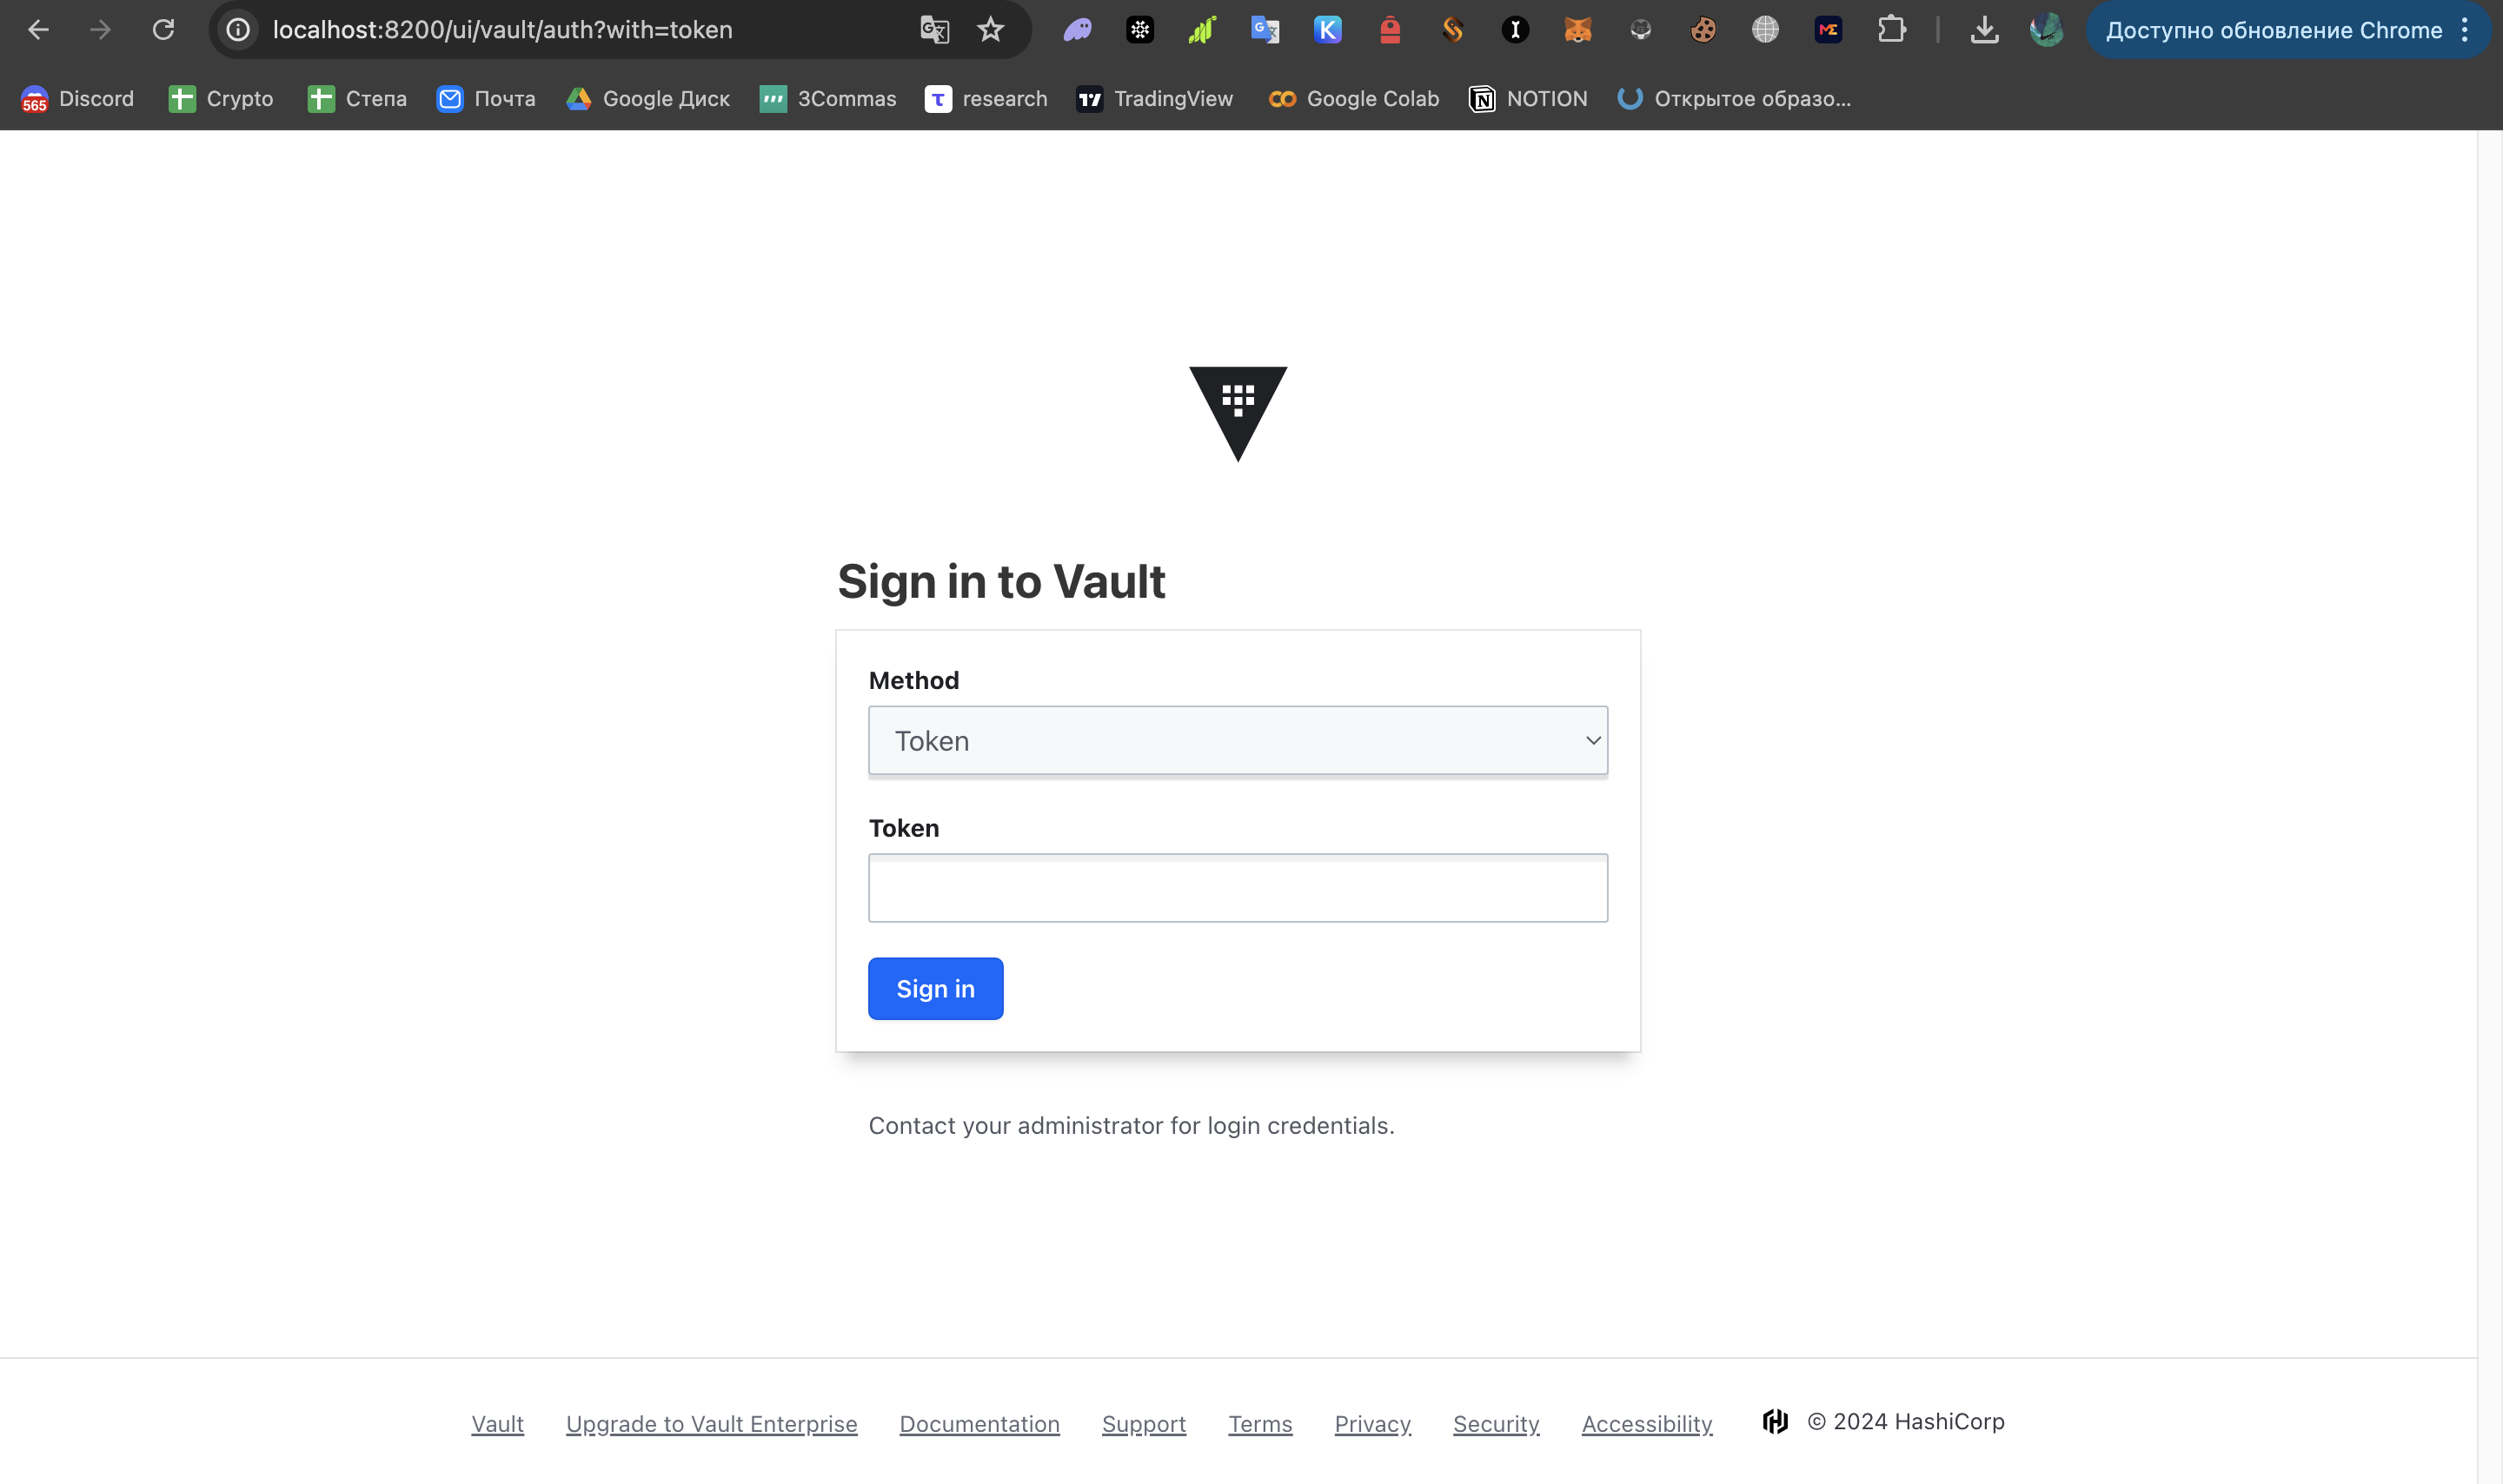 localhost:8200/ui/vault/auth?with=token
Доступно обновление Chrome
565 Discord Crypto Степа Почта Google Диск 3Commas research TradingView Google Colab NOTION Открытое образо...
Sign in to Vault
Method
Token
Token
Sign in
Contact your administrator for login credentials.
Vault Upgrade to Vault Enterprise Documentation Support Terms Privacy Security Accessibility © 2024 HashiCorp